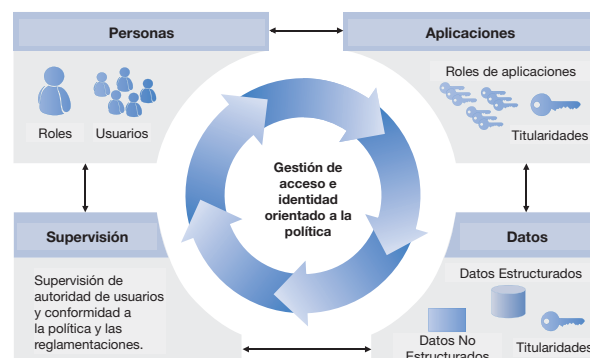 Personas
Aplicaciones
Roles
Usuarios
Roles de aplicaciones
Titularidades
Gestión de
acceso e
identidad
orientado a la
política
Supervisión
Supervisión de
autoridad de usuarios
y conformidad a
la política y las
reglamentaciones.
Datos
Datos Estructurados
Datos No
Estructurados
Titularidades